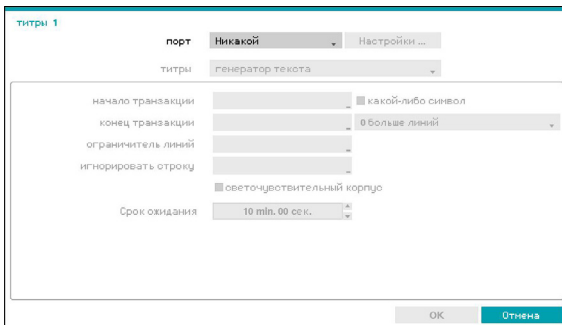 титры 1
порт Никакой Настройки ...
титры генератор текста
начало транзакции какой-либо символ
конец транзакции 0 больше линий
ограничитель линий
игнорировать строку
светочувствительный корпус
Срок ожидания 10 min. 00 сек.
OK Отмена